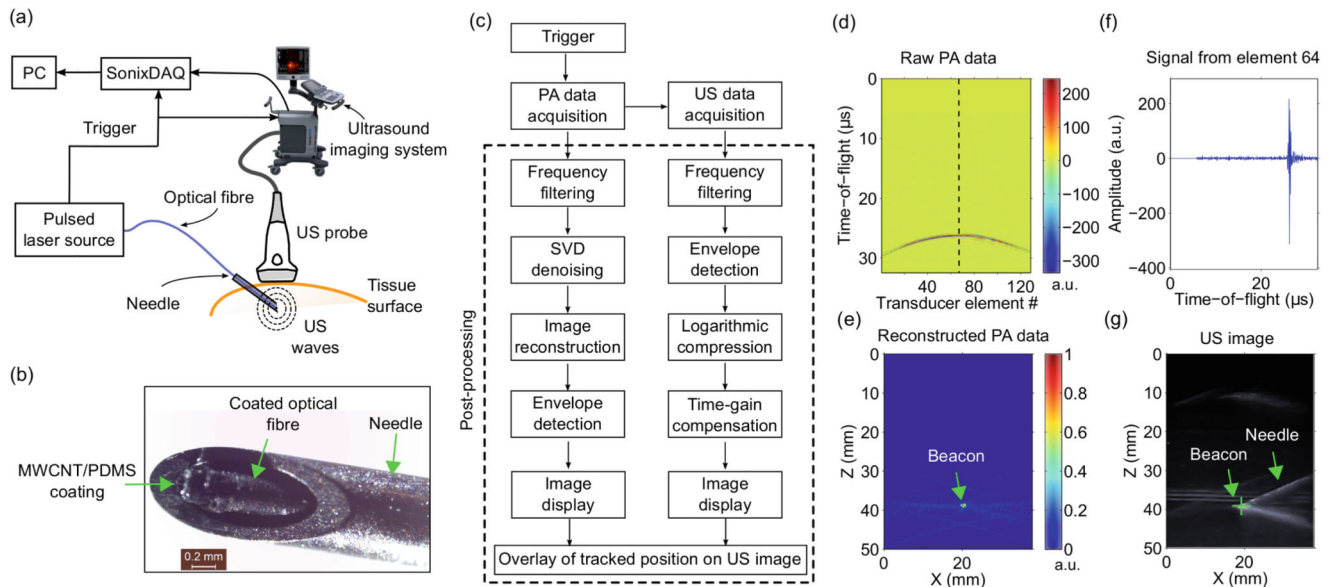 (a)
PC
SonixDAQ
Trigger
Ultrasound
imaging system
Optical
fibre
Pulsed
laser source
US probe
Needle
Tissue
surface
US
waves
(b)
Coated optical
fibre
Needle
MWCNT/PDMS
coating
0.2 mm
(c)
Trigger
PA data
acquisition
US data
acquisition
Post-processing
Frequency
filtering
Frequency
filtering
SVD
denoising
Envelope
detection
Image
reconstruction
Logarithmic
compression
Envelope
detection
Time-gain
compensation
Image
display
Image
display
Overlay of tracked position on US image
(d)
Raw PA data
Time-of-flight (µs)
0
10
20
30
40 80 120
Transducer element #
200
100
0
−100
−200
−300
a.u.
(f)
Signal from element 64
Amplitude (a.u.)
200
0
−200
−400
0 20
Time-of-flight (µs)
(e)
Reconstructed PA data
Z (mm)
0
10
20
30
40
50
Beacon
0 20
X (mm)
1
0.8
0.6
0.4
0.2
0
a.u.
(g)
US image
Z (mm)
0
10
20
30
40
50
Needle
Beacon
0 20
X (mm)